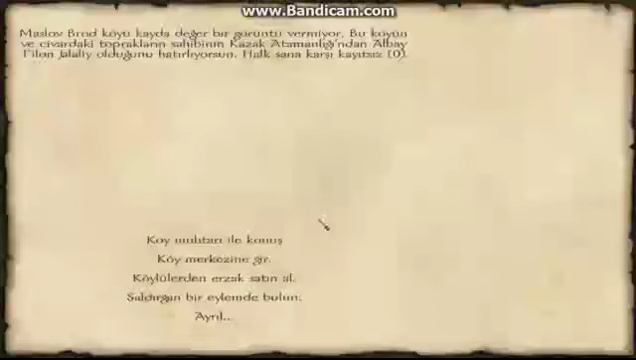 www.Bandicam.com
Maslov Brod köyü kayda değer bir görüntü vermiyor. Bu köyün
ve civardaki toprakların sahibinin Kazak Atamanlığı'ndan Albay
Filon Jalaliy olduğunu hatırlıyorsun. Halk sana karşı kayıtsız (0).
Köy muhtarı ile konuş
Köy merkezine gir.
Köylülerden erzak satın al.
Saldırgan bir eylemde bulun.
Ayrıl...